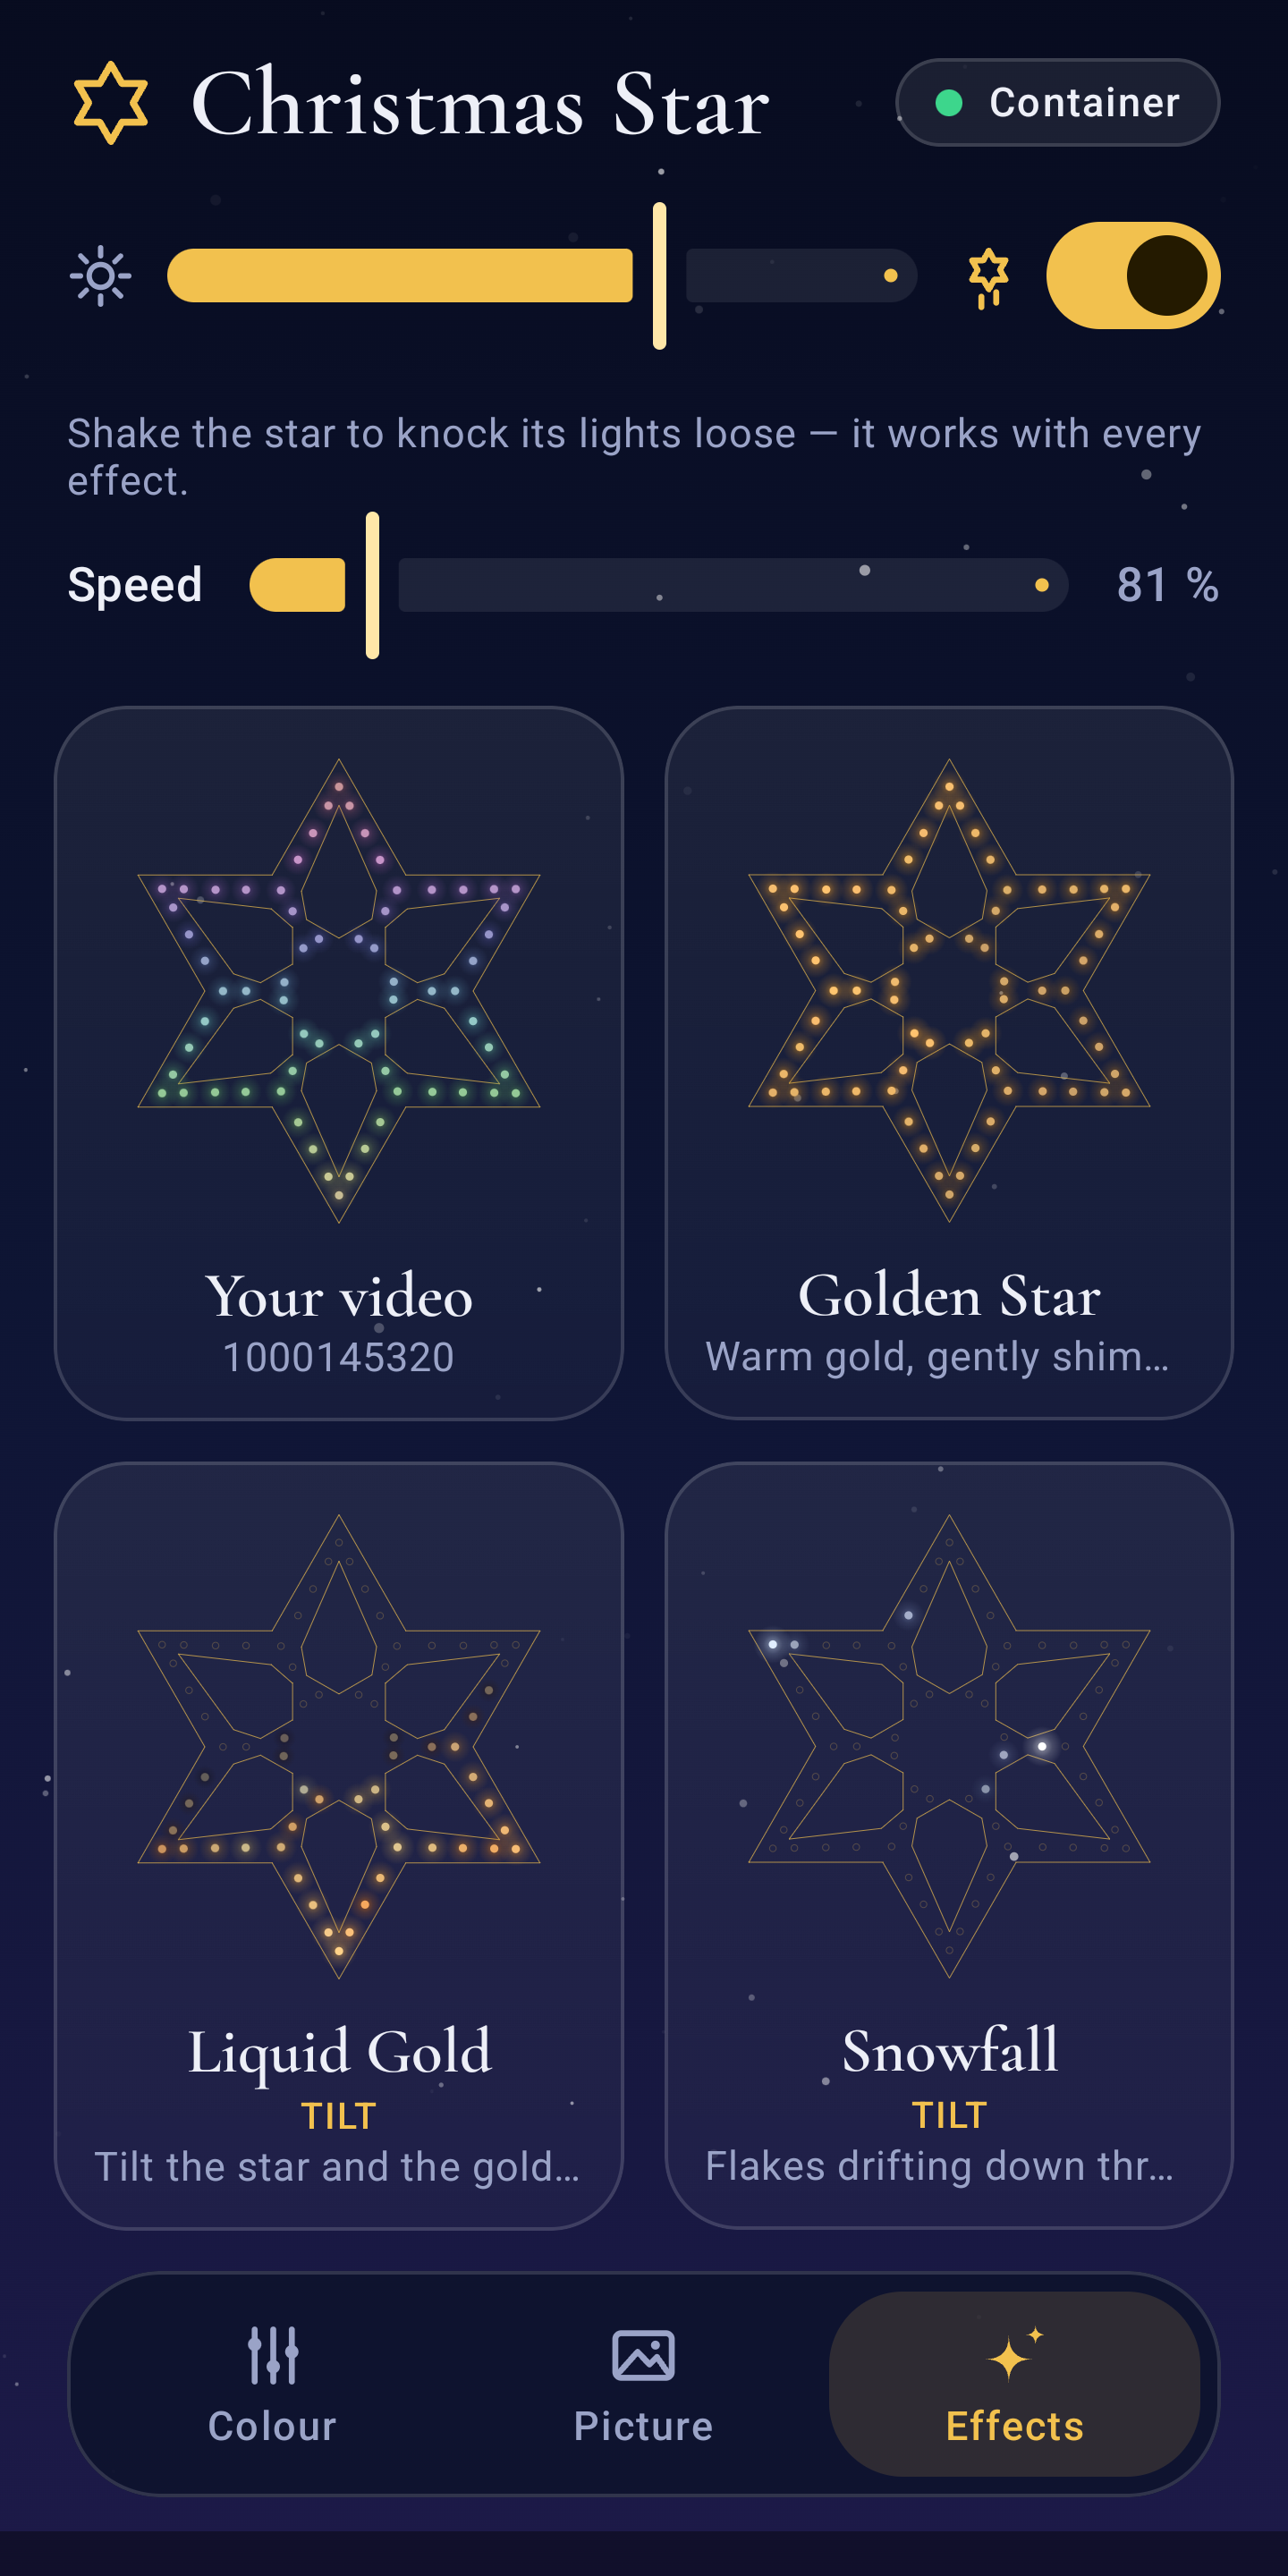 Christmas Star
Container
Shake the star to knock its lights loose — it works with every
effect.
Speed
81 %
Your video
1000145320
Golden Star
Warm gold, gently shim...
Liquid Gold
TILT
Tilt the star and the gold...
Snowfall
TILT
Flakes drifting down thr...
Colour
Picture
Effects